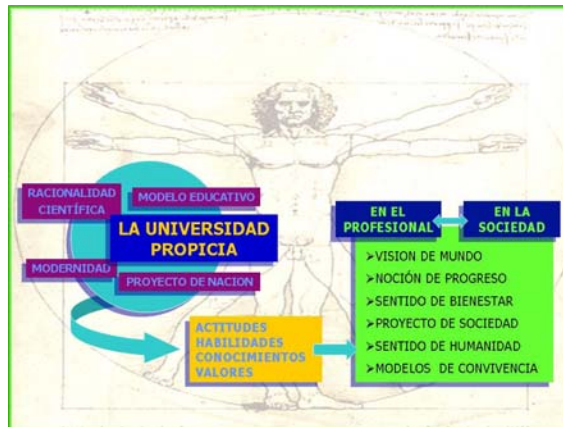 RACIONALIDAD
CIENTÍFICA
MODELO EDUCATIVO
LA UNIVERSIDAD
PROPICIA
MODERNIDAD
PROYECTO DE NACION
ACTITUDES
HABILIDADES
CONOCIMIENTOS
VALORES
EN EL
PROFESIONAL
EN LA
SOCIEDAD
➢VISION DE MUNDO
➢NOCIÓN DE PROGRESO
➢SENTIDO DE BIENESTAR
➢PROYECTO DE SOCIEDAD
➢SENTIDO DE HUMANIDAD
➢MODELOS DE CONVIVENCIA